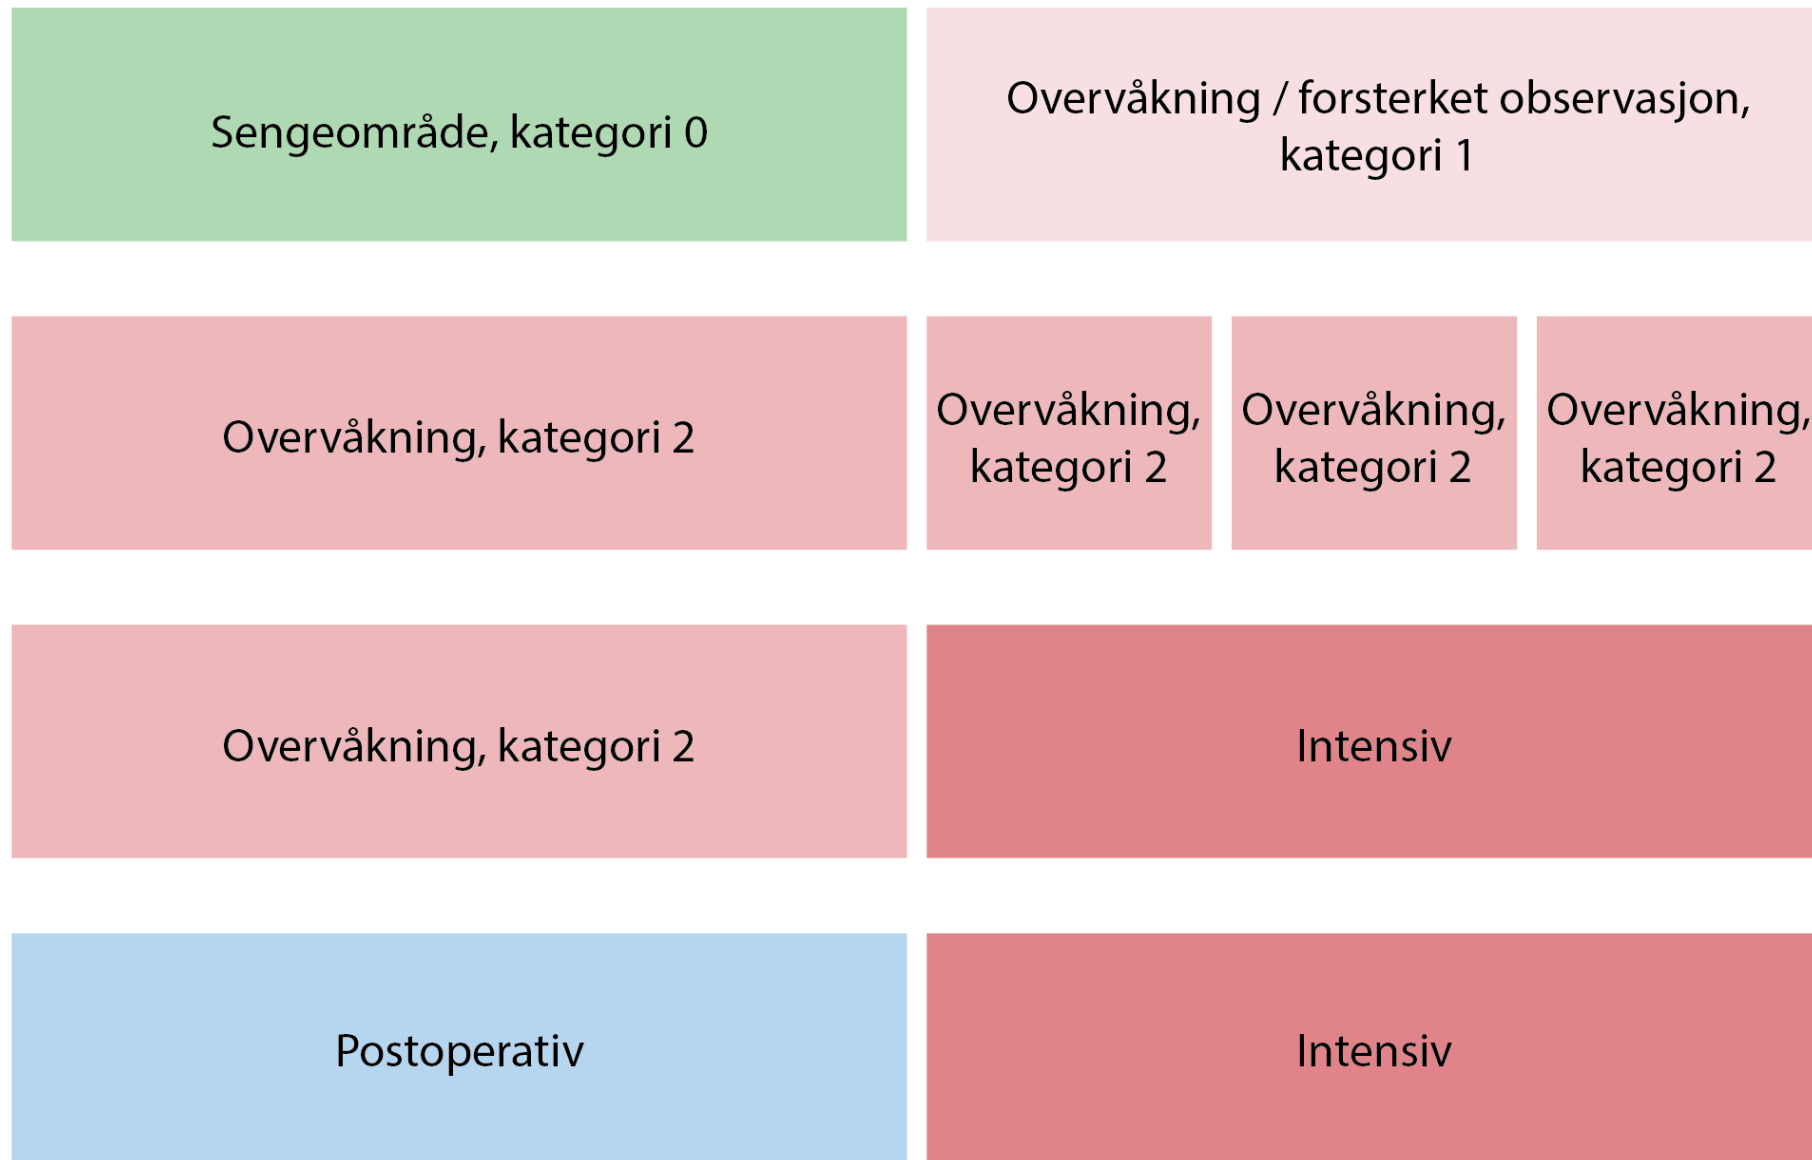 Sengeområde, kategori 0
Overvåkning / forsterket observasjon,
kategori 1
Overvåkning, kategori 2
Overvåkning,
kategori 2
Overvåkning,
kategori 2
Overvåkning,
kategori 2
Overvåkning, kategori 2
Intensiv
Postoperativ
Intensiv